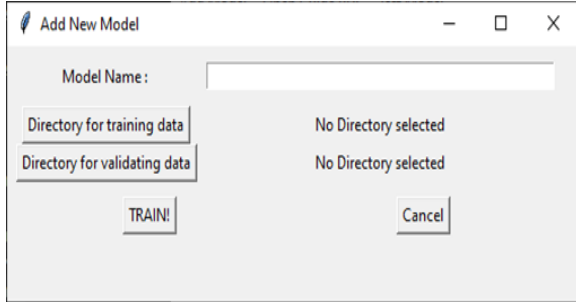 Add New Model
Model Name :
Directory for training data No Directory selected
Directory for validating data No Directory selected
TRAIN! Cancel